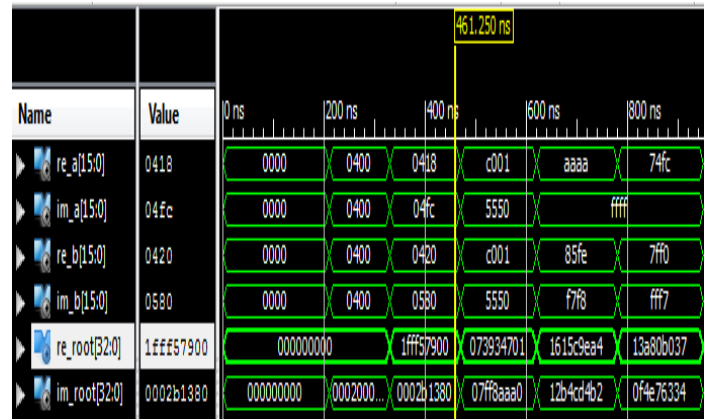 461.250 ns
Name Value 0 ns 200 ns 400 ns 600 ns 800 ns
re_a[15:0] 0418 0000 0400 0418 c001 aaaa 74fc
im_a[15:0] 04fc 0000 0400 04fc 5550 ffff
re_b[15:0] 0420 0000 0400 0420 c001 85fe 7ff0
im_b[15:0] 0580 0000 0400 0580 5550 f7f8 fff7
re_root[32:0] 1fff57900 000000000 1fff57900 073934701 1615c9ea4 13a80b037
im_root[32:0] 0002b1380 000000000 0002000... 0002b1380 07ff8aaa0 12b4cd4b2 0f4e76334